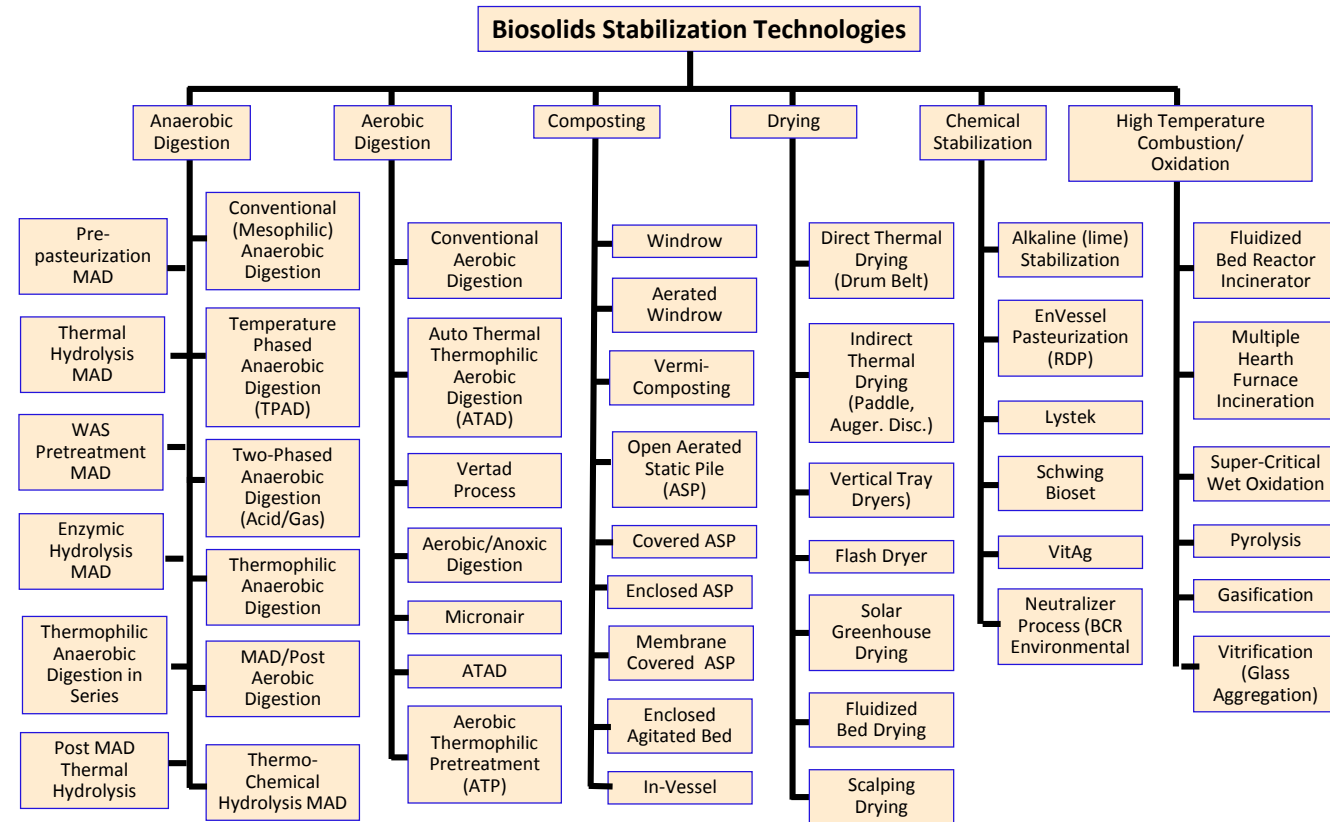 Biosolids Stabilization Technologies
Anaerobic
Digestion
Aerobic
Digestion
Composting
Drying
Chemical
Stabilization
High Temperature
Combustion/
Oxidation
Pre-
pasteurization
MAD
Thermal
Hydrolysis
MAD
WAS
Pretreatment
MAD
Enzymic
Hydrolysis
MAD
Thermophilic
Anaerobic
Digestion in
Series
Post MAD
Thermal
Hydrolysis
Conventional
(Mesophilic)
Anaerobic
Digestion
Temperature
Phased
Anaerobic
Digestion
(TPAD)
Two-Phased
Anaerobic
Digestion
(Acid/Gas)
Thermophilic
Anaerobic
Digestion
MAD/Post
Aerobic
Digestion
Thermo-
Chemical
Hydrolysis MAD
Conventional
Aerobic
Digestion
Auto Thermal
Thermophilic
Aerobic
Digestion
(ATAD)
Vertad
Process
Aerobic/Anoxic
Digestion
Micronair
ATAD
Aerobic
Thermophilic
Pretreatment
(ATP)
Windrow
Aerated
Windrow
Vermi-
Composting
Open Aerated
Static Pile
(ASP)
Covered ASP
Enclosed ASP
Membrane
Covered ASP
Enclosed
Agitated Bed
In-Vessel
Direct Thermal
Drying
(Drum Belt)
Indirect
Thermal
Drying
(Paddle,
Auger. Disc.)
Vertical Tray
Dryers)
Flash Dryer
Solar
Greenhouse
Drying
Fluidized
Bed Drying
Scalping
Drying
Alkaline (lime)
Stabilization
EnVessel
Pasteurization
(RDP)
Lystek
Schwing
Bioset
VitAg
Neutralizer
Process (BCR
Environmental
Fluidized
Bed Reactor
Incinerator
Multiple
Hearth
Furnace
Incineration
Super-Critical
Wet Oxidation
Pyrolysis
Gasification
Vitrification
(Glass
Aggregation)